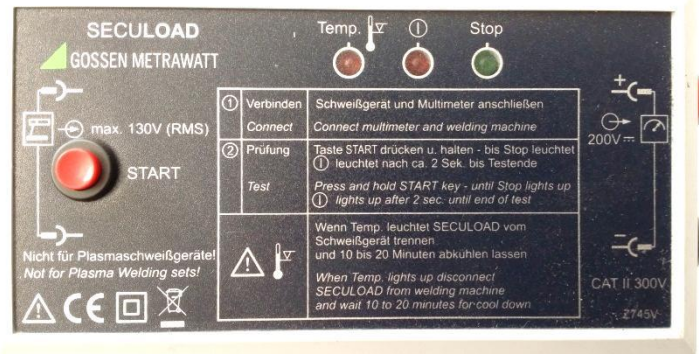 SECULOAD
GOSSEN METRAWATT
Temp.
Stop
max. 130V (RMS)
START
Nicht für Plasmaschweißgeräte!
Not for Plasma Welding sets!
CE
1 Verbinden Schweißgerät und Multimeter anschließen
Connect Connect multimeter and welding machine
2 Prüfung Taste START drücken u. halten - bis Stop leuchtet
leuchtet nach ca. 2 Sek. bis Testende
Test Press and hold START key - until Stop lights up
lights up after 2 sec. until end of test
Wenn Temp. leuchtet SECULOAD vom
Schweißgerät trennen
und 10 bis 20 Minuten abkühlen lassen
When Temp. lights up disconnect
SECULOAD from welding machine
and wait 10 to 20 minutes for cool down
+
200V
-
CAT II 300V
Z745V